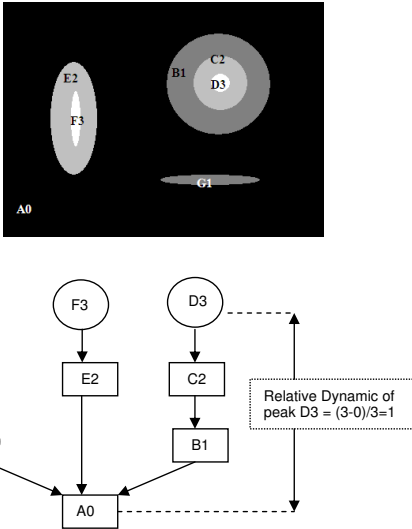 E2
F3
C2
B1
D3
G1
A0
F3
D3
E2
C2
B1
A0
Relative Dynamic of
peak D3 = (3-0)/3=1